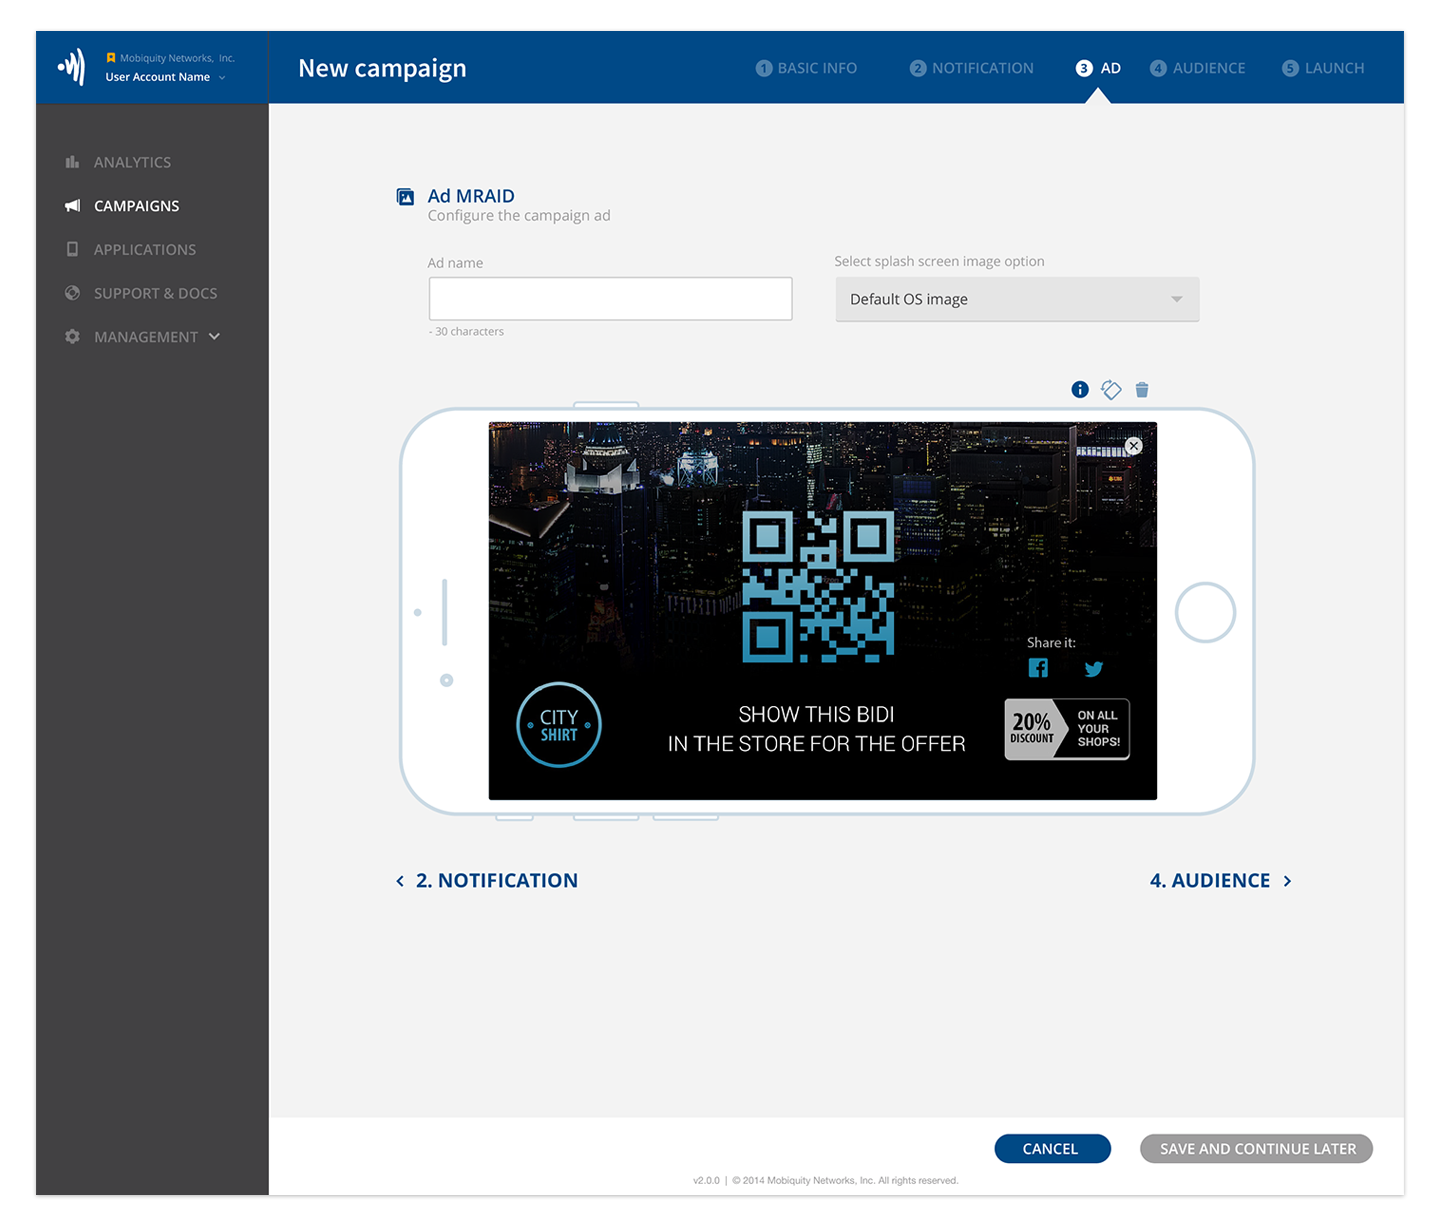 Mobiquity Networks, Inc.
User Account Name
New campaign
1 BASIC INFO
2 NOTIFICATION
3 AD
4 AUDIENCE
5 LAUNCH
ANALYTICS
CAMPAIGNS
APPLICATIONS
SUPPORT & DOCS
MANAGEMENT
Ad MRAID
Configure the campaign ad
Ad name
- 30 characters
Select splash screen image option
Default OS image
Share it:
CITY
SHIRT
SHOW THIS BIDI
IN THE STORE FOR THE OFFER
20%
DISCOUNT
ON ALL
YOUR
SHOPS!
2. NOTIFICATION
4. AUDIENCE
CANCEL
SAVE AND CONTINUE LATER
v2.0.0 | © 2014 Mobiquity Networks, Inc. All rights reserved.